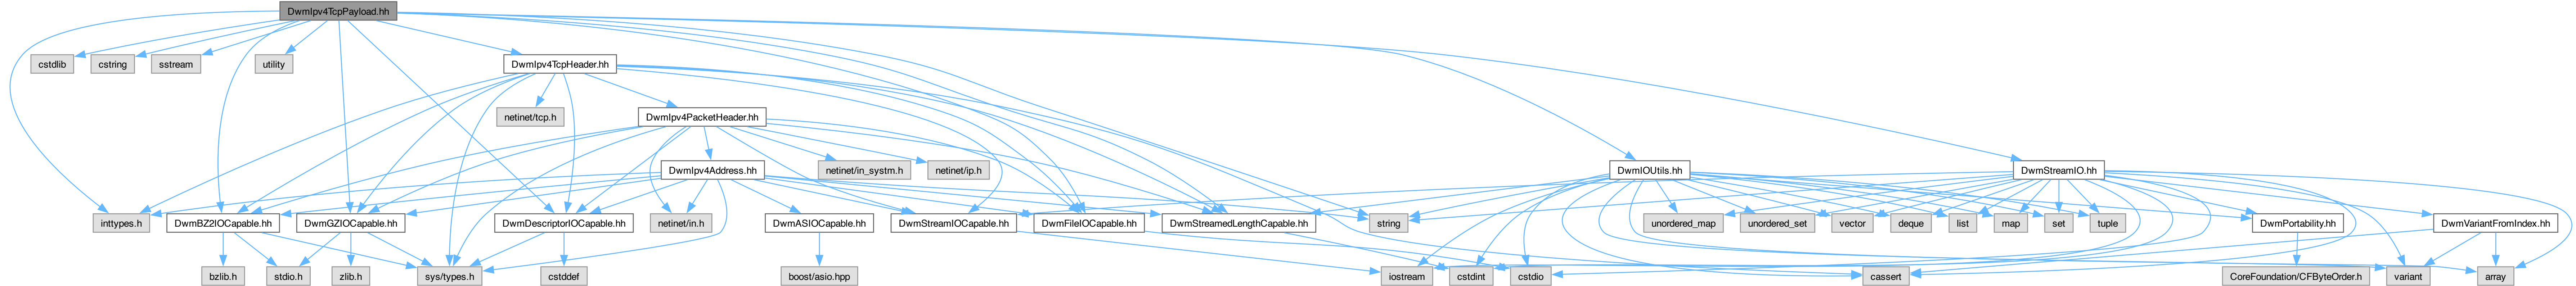 DwmIpv4TcpPayload.hh
cstdlib
cstring
sstream
utility
DwmIpv4TcpHeader.hh
netinet/tcp.h
DwmIpv4PacketHeader.hh
DwmIpv4Address.hh
netinet/in_systm.h
netinet/ip.h
DwmIOUtils.hh
DwmStreamIO.hh
inttypes.h
DwmBZ2IOCapable.hh
DwmGZIOCapable.hh
DwmDescriptorIOCapable.hh
netinet/in.h
DwmASIOCapable.hh
DwmStreamIOCapable.hh
DwmFileIOCapable.hh
DwmStreamedLengthCapable.hh
string
unordered_map
unordered_set
vector
deque
list
map
set
tuple
DwmPortability.hh
DwmVariantFromIndex.hh
bzlib.h
stdio.h
zlib.h
sys/types.h
cstddef
boost/asio.hpp
iostream
cstdint
cstdio
cassert
CoreFoundation/CFByteOrder.h
variant
array